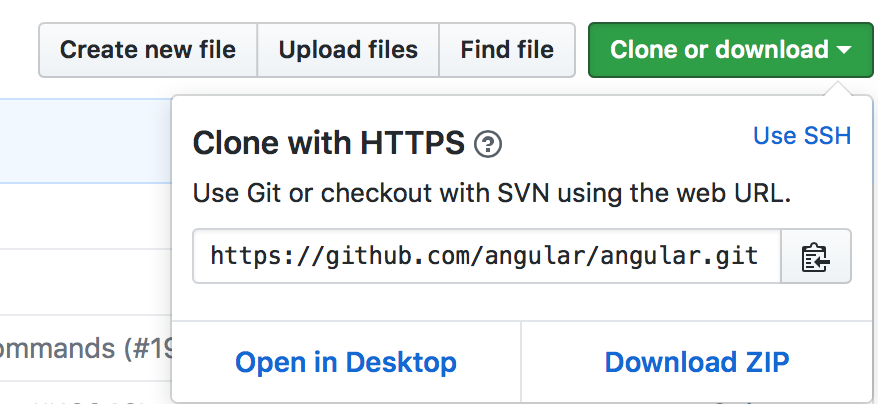 Create new file Upload files Find file Clone or download
Clone with HTTPS ? Use SSH
Use Git or checkout with SVN using the web URL.
https://github.com/angular/angular.git
ommands (#19
Open in Desktop Download ZIP